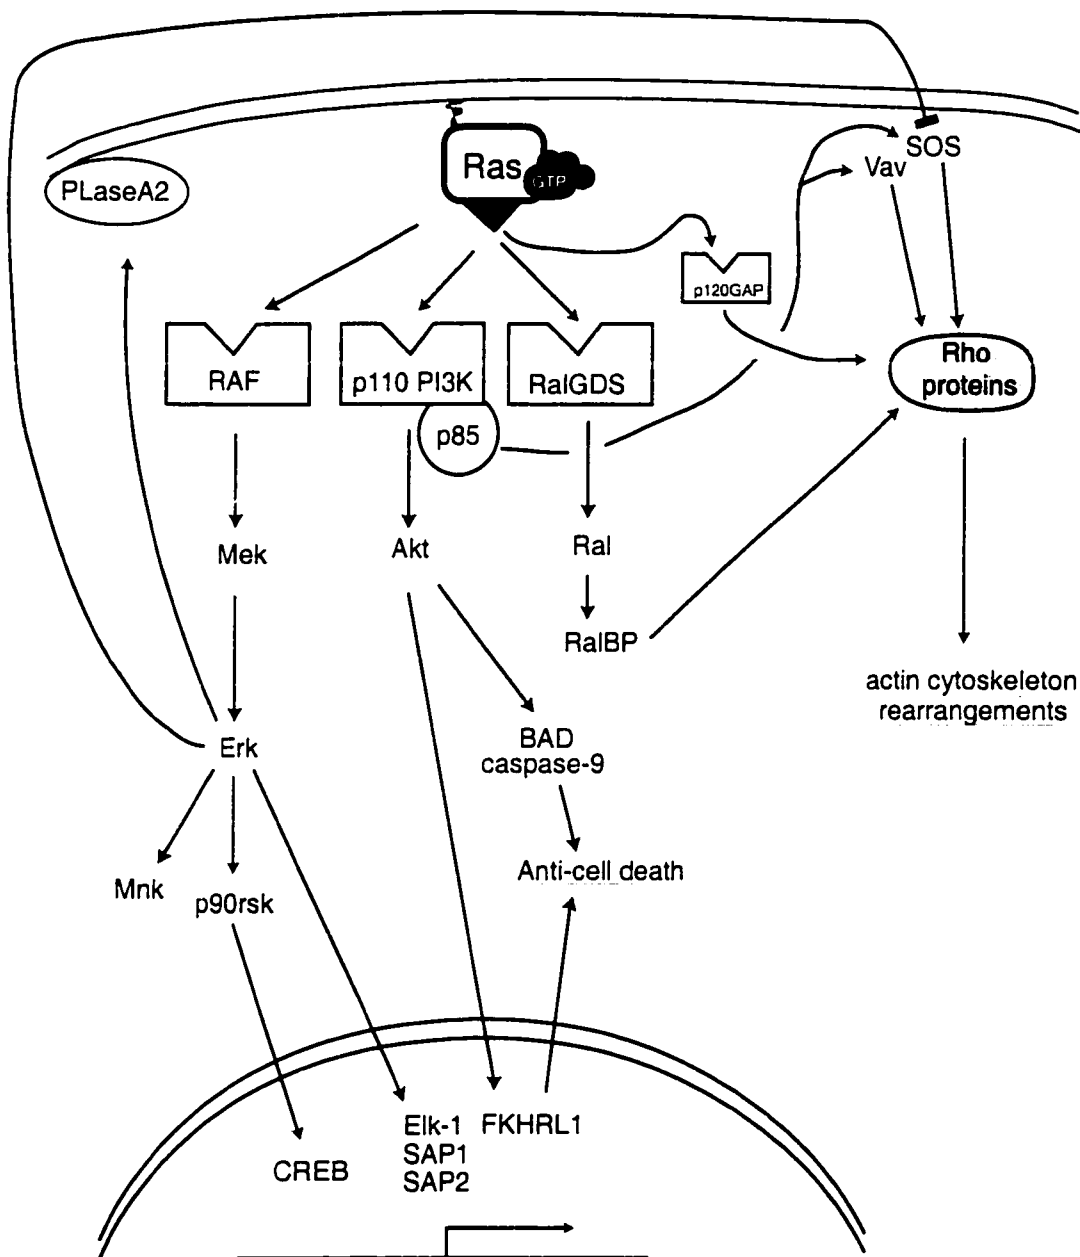 SOS
Ras
GTP
Vav
PLaseA2
p120GAP
Rho
proteins
RAF
p110 PI3K
RalGDS
p85
Mek
Akt
Ral
RalBP
actin cytoskeleton
rearrangements
Erk
BAD
caspase-9
Anti-cell death
Mnk
p90rsk
Elk-1
SAP1
SAP2
FKHRL1
CREB